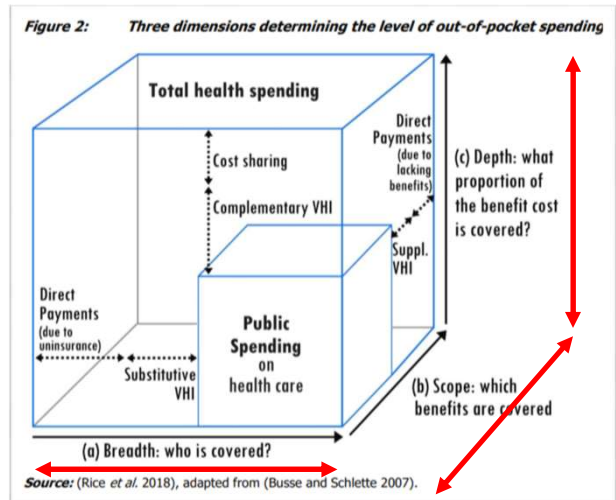 Figure 2: Three dimensions determining the level of out-of-pocket spending
Total health spending
Direct
Payments
(due to
lacking
benefits)
Cost sharing
Complementary VHI
(c) Depth: what
proportion of
the benefit cost
is covered?
Suppl.
VHI
Direct
Payments
(due to
uninsurance)
Substitutive
VHI
Public
Spending
on
health care
(b) Scope: which
benefits are covered
(a) Breadth: who is covered?
Source: (Rice et al. 2018), adapted from (Busse and Schlette 2007).